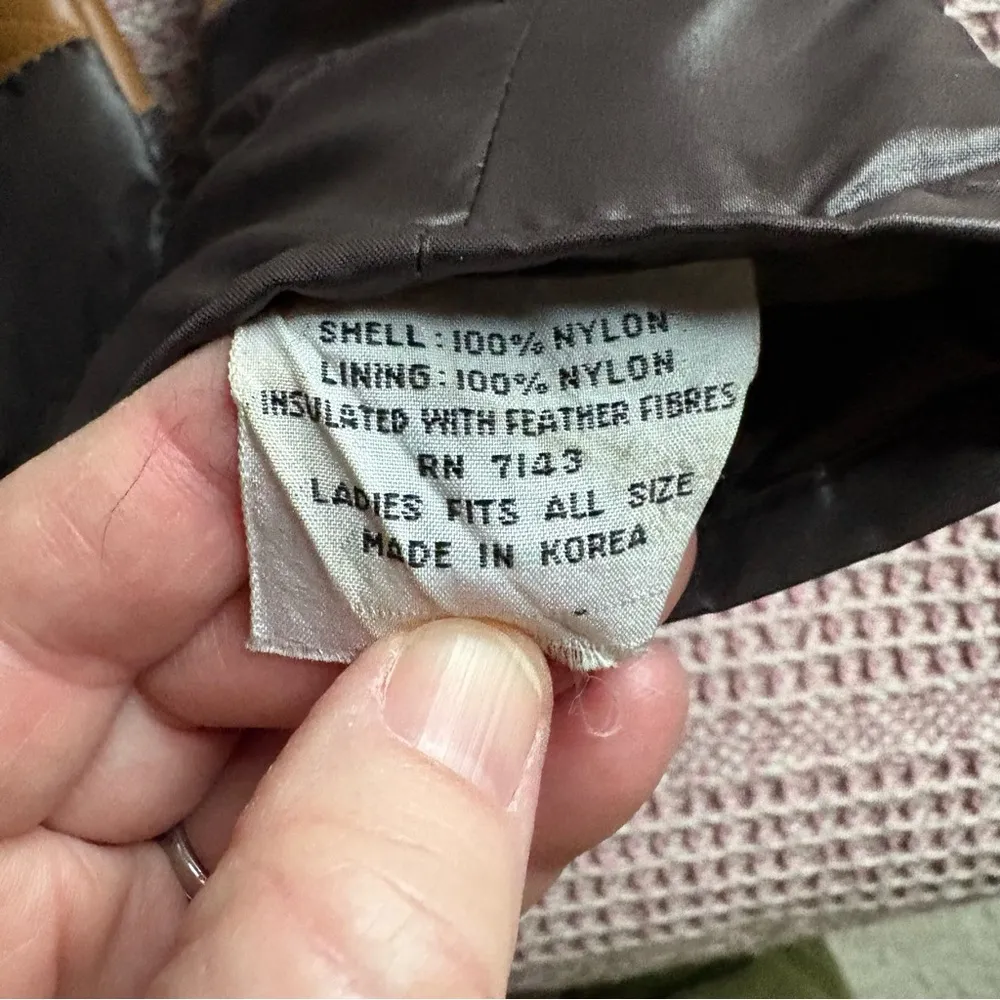 SHELL : 100% NYLON
LINING : 100% NYLON
INSULATED WITH FEATHER FIBRES
RN 7143
LADIES FITS ALL SIZE
MADE IN KOREA